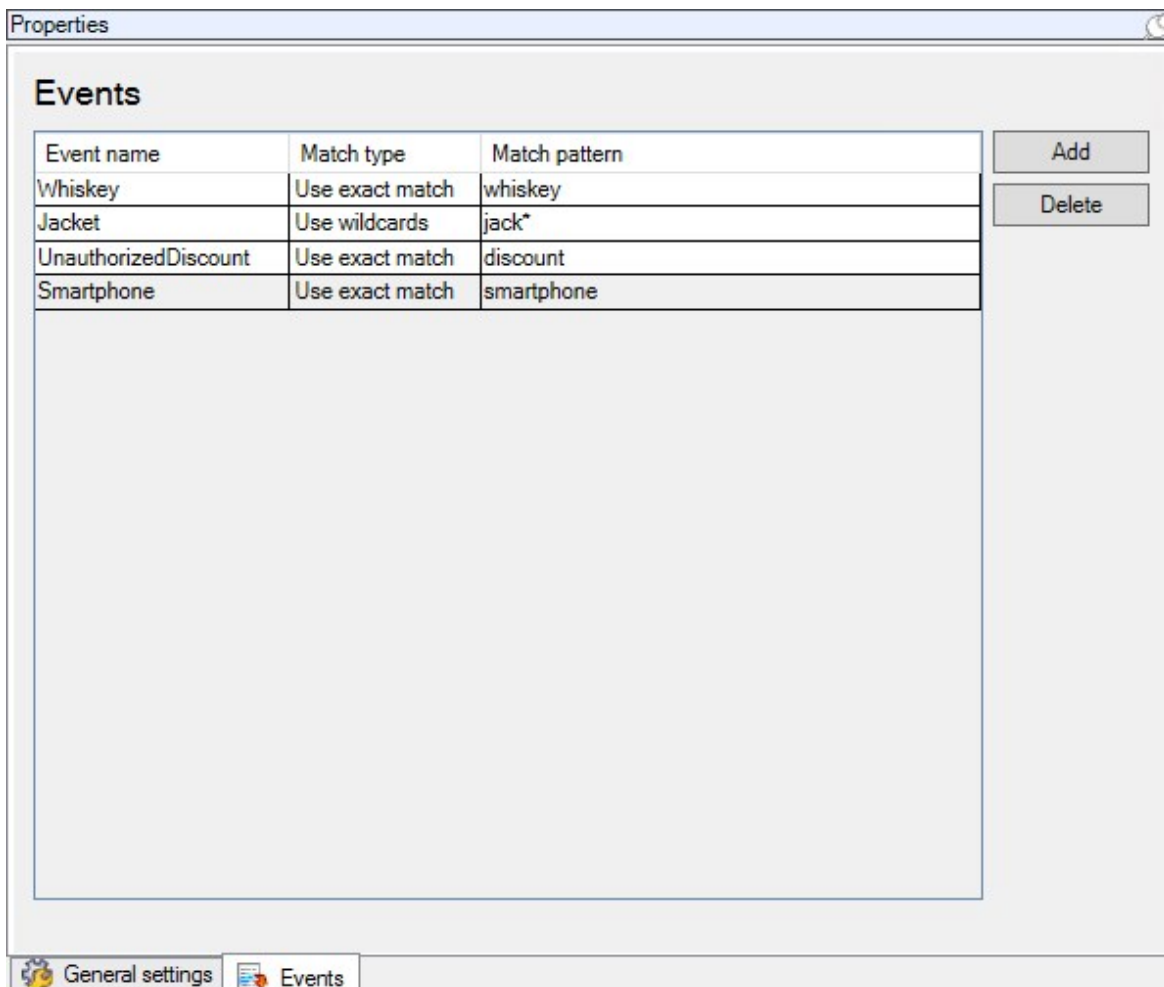 Properties
Events
Event name Match type Match pattern Add
Whiskey Use exact match whiskey
Jacket Use wildcards jack* Delete
UnauthorizedDiscount Use exact match discount
Smartphone Use exact match smartphone
General settings Events